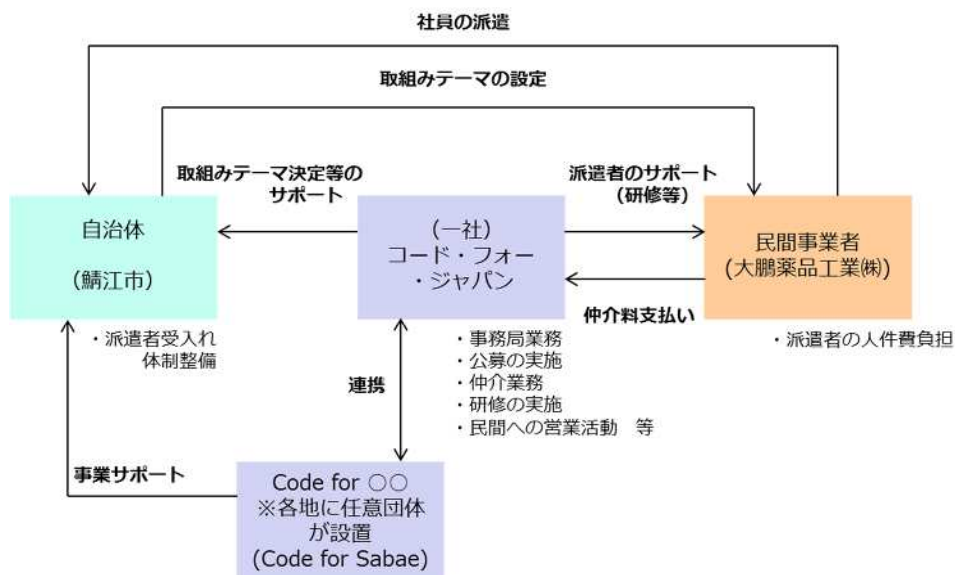 社員の派遣
取組みテーマの設定
取組みテーマ決定等の
サポート
派遣者のサポート
(研修等)
自治体
(鯖江市)
(一社)
コード・フォー
・ジャパン
民間事業者
(大鵬薬品工業㈱)
仲介料支払い
・派遣者受入れ
体制整備
・事務局業務
・公募の実施
・仲介業務
・研修の実施
・民間への営業活動　等
・派遣者の人件費負担
連携
事業サポート
Code for ○○
※各地に任意団体
が設置
(Code for Sabae)